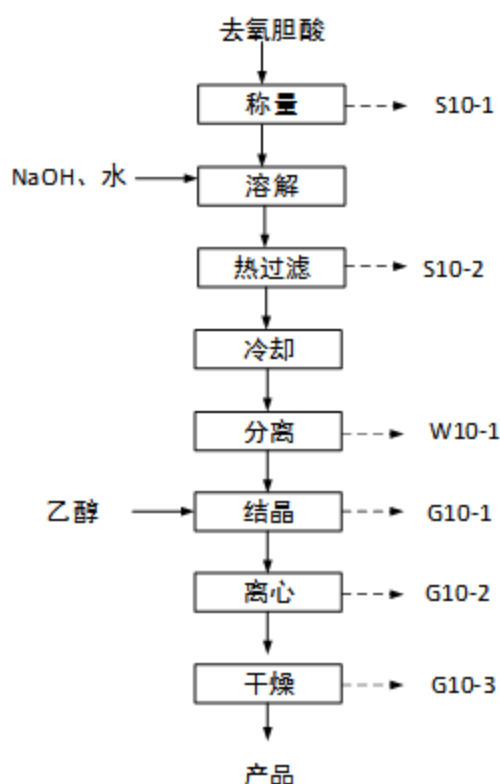 去氧胆酸
称量
S10-1
NaOH、水
溶解
热过滤
S10-2
冷却
分离
W10-1
乙醇
结晶
G10-1
离心
G10-2
干燥
G10-3
产品